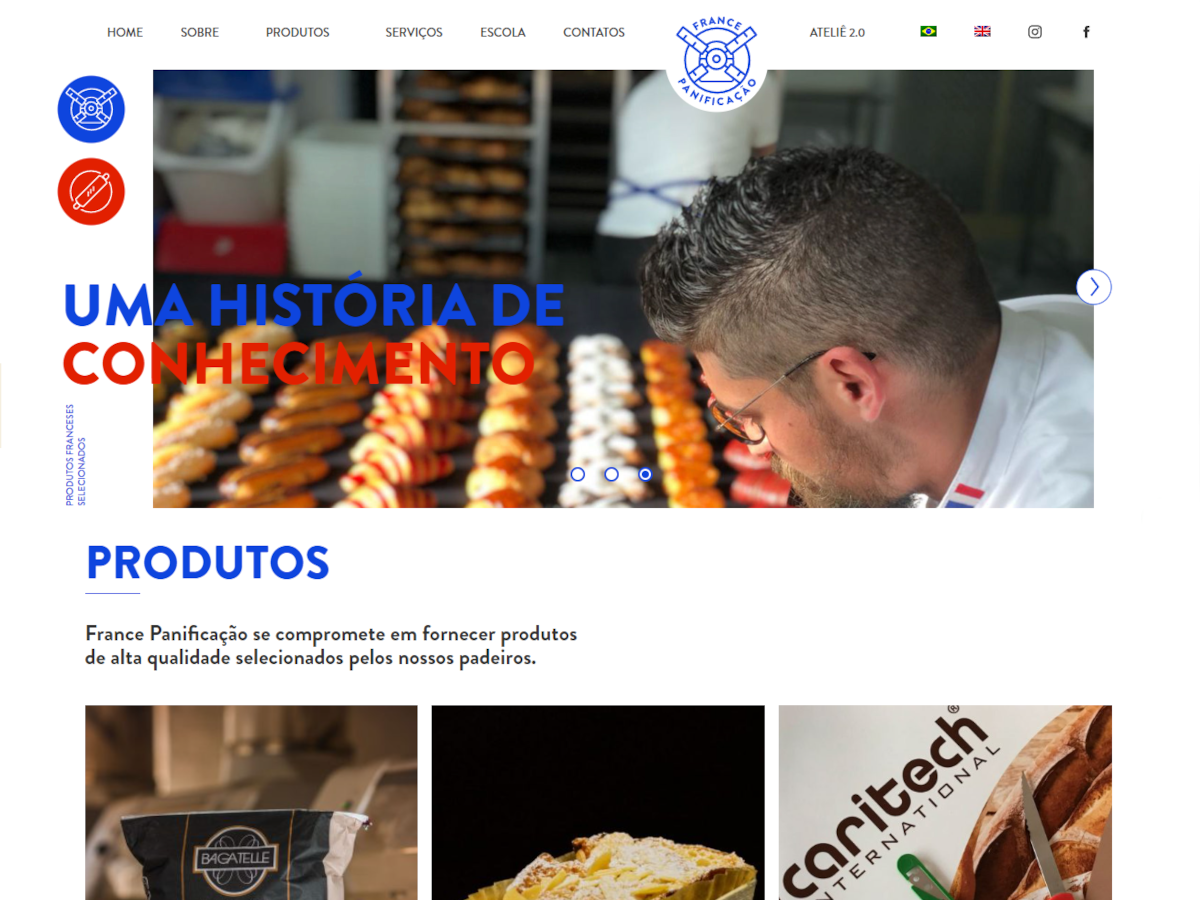 HOME
SOBRE
PRODUTOS
SERVIÇOS
ESCOLA
CONTATOS
FRANCE
PANIFICAÇÃO
ATELIÊ 2.0
UMA HISTÓRIA DE
CONHECIMENTO
PRODUTOS FRANCESES
SELECIONADOS
PRODUTOS
France Panificação se compromete em fornecer produtos
de alta qualidade selecionados pelos nossos padeiros.
BAGATELLE
caritech®
INTERNATIONAL